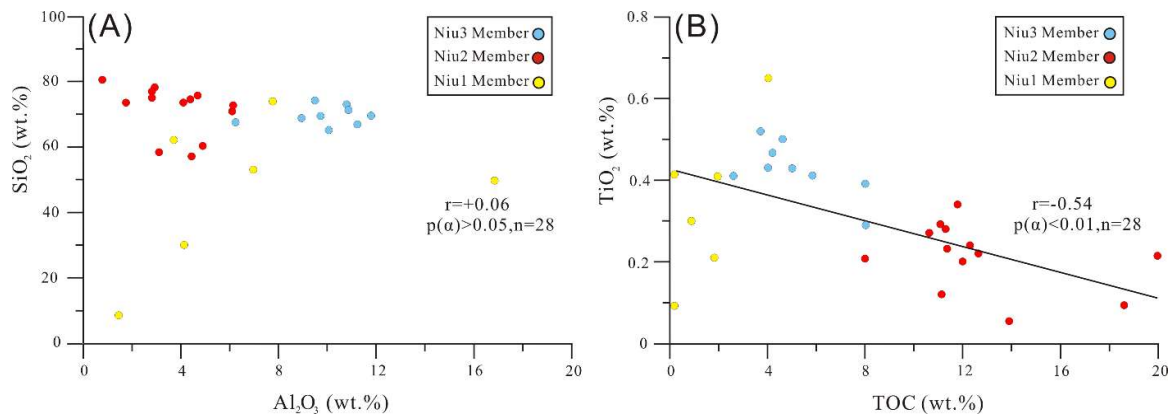 (A)
Niu3 Member
Niu2 Member
Niu1 Member
r=+0.06
p(α)>0.05,n=28
SiO₂ (wt.%)
100
80
60
40
20
0
0 4 8 12 16 20
Al₂O₃ (wt.%)
(B)
Niu3 Member
Niu2 Member
Niu1 Member
r=-0.54
p(α)<0.01,n=28
TiO₂ (wt.%)
0.8
0.6
0.4
0.2
0
0 4 8 12 16 20
TOC (wt.%)